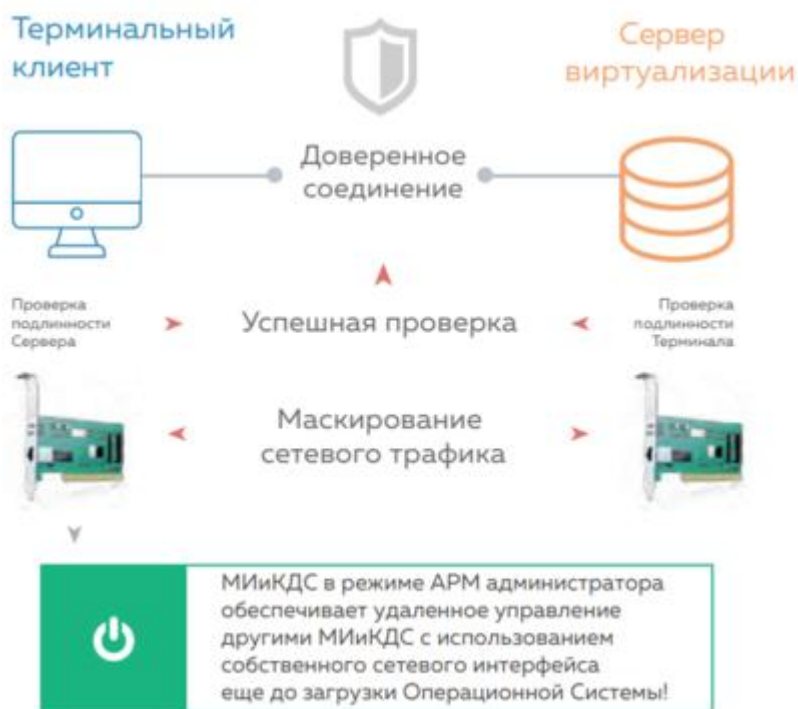 Терминальный
клиент
Сервер
виртуализации
Доверенное
соединение
Проверка
подлинности
Сервера
Успешная проверка
Проверка
подлинности
Терминала
Маскирование
сетевого трафика
МИиКДС в режиме АРМ администратора
обеспечивает удаленное управление
другими МИиКДС с использованием
собственного сетевого интерфейса
еще до загрузки Операционной Системы!